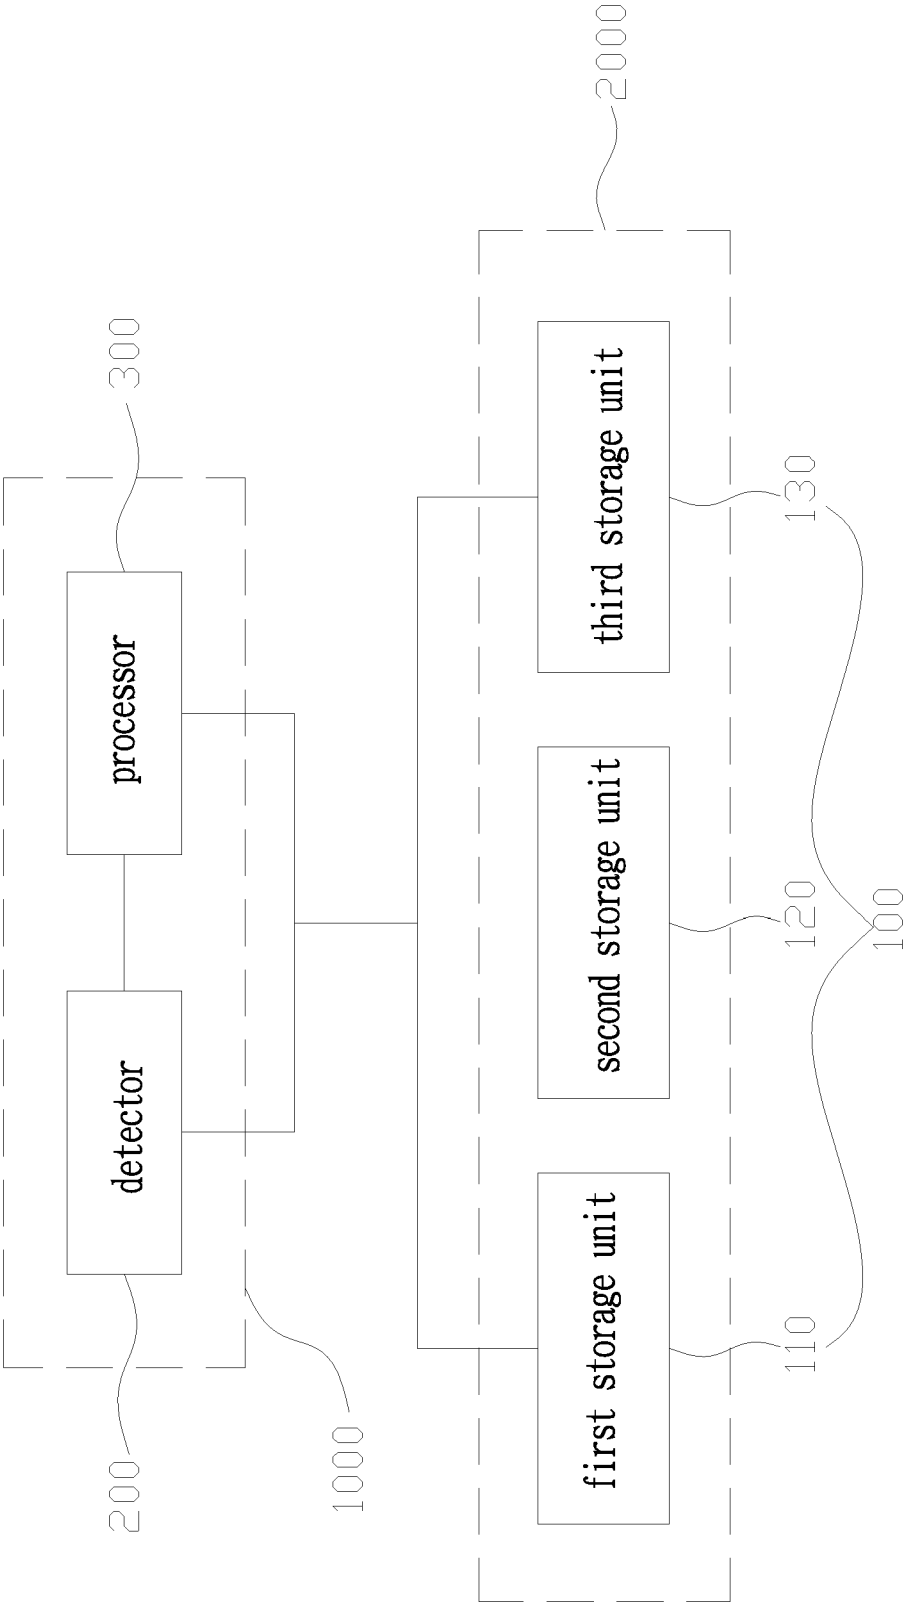 200
detector
processor
300
1000
first storage unit
second storage unit
third storage unit
2000
110
120
130
100